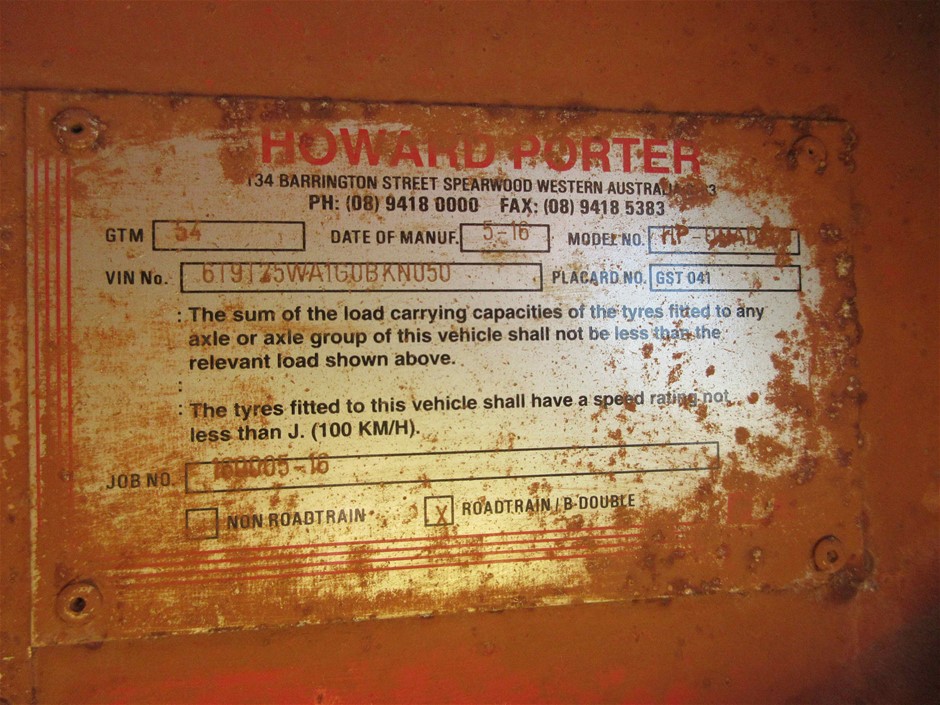 HOWARD PORTER
134 BARRINGTON STREET SPEARWOOD WESTERN AUSTRALIA
PH: (08) 9418 0000 FAX: (08) 9418 5383
GTM 54 DATE OF MANUF. 5-16 MODEL NO.
VIN No. PLACARD NO. GST 041
: The sum of the load carrying capacities of the tyres fitted to any
axle or axle group of this vehicle shall not be less than the
relevant load shown above.
:
: The tyres fitted to this vehicle shall have a speed rating not
less than J. (100 KM/H).
JOB NO.
NON ROADTRAIN X ROADTRAIN / B-DOUBLE